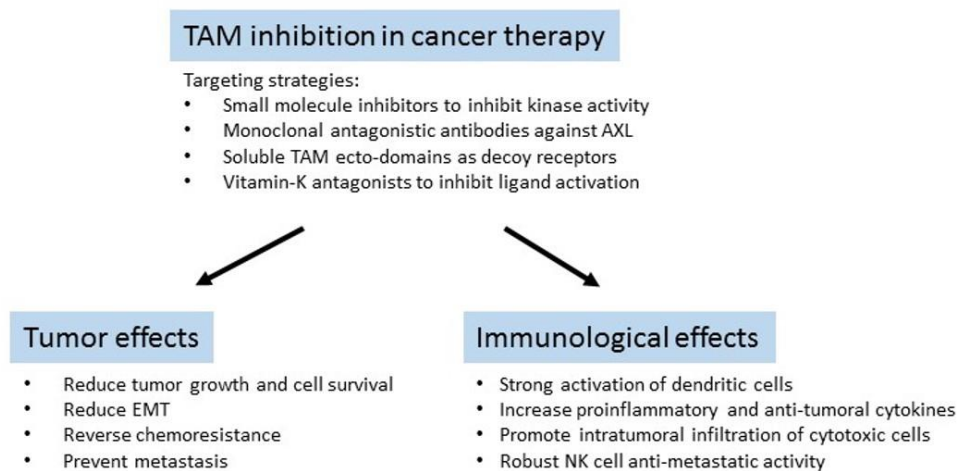 TAM inhibition in cancer therapy
Targeting strategies:
• Small molecule inhibitors to inhibit kinase activity
• Monoclonal antagonistic antibodies against AXL
• Soluble TAM ecto-domains as decoy receptors
• Vitamin-K antagonists to inhibit ligand activation
Tumor effects
• Reduce tumor growth and cell survival
• Reduce EMT
• Reverse chemoresistance
• Prevent metastasis
Immunological effects
• Strong activation of dendritic cells
• Increase proinflammatory and anti-tumoral cytokines
• Promote intratumoral infiltration of cytotoxic cells
• Robust NK cell anti-metastatic activity